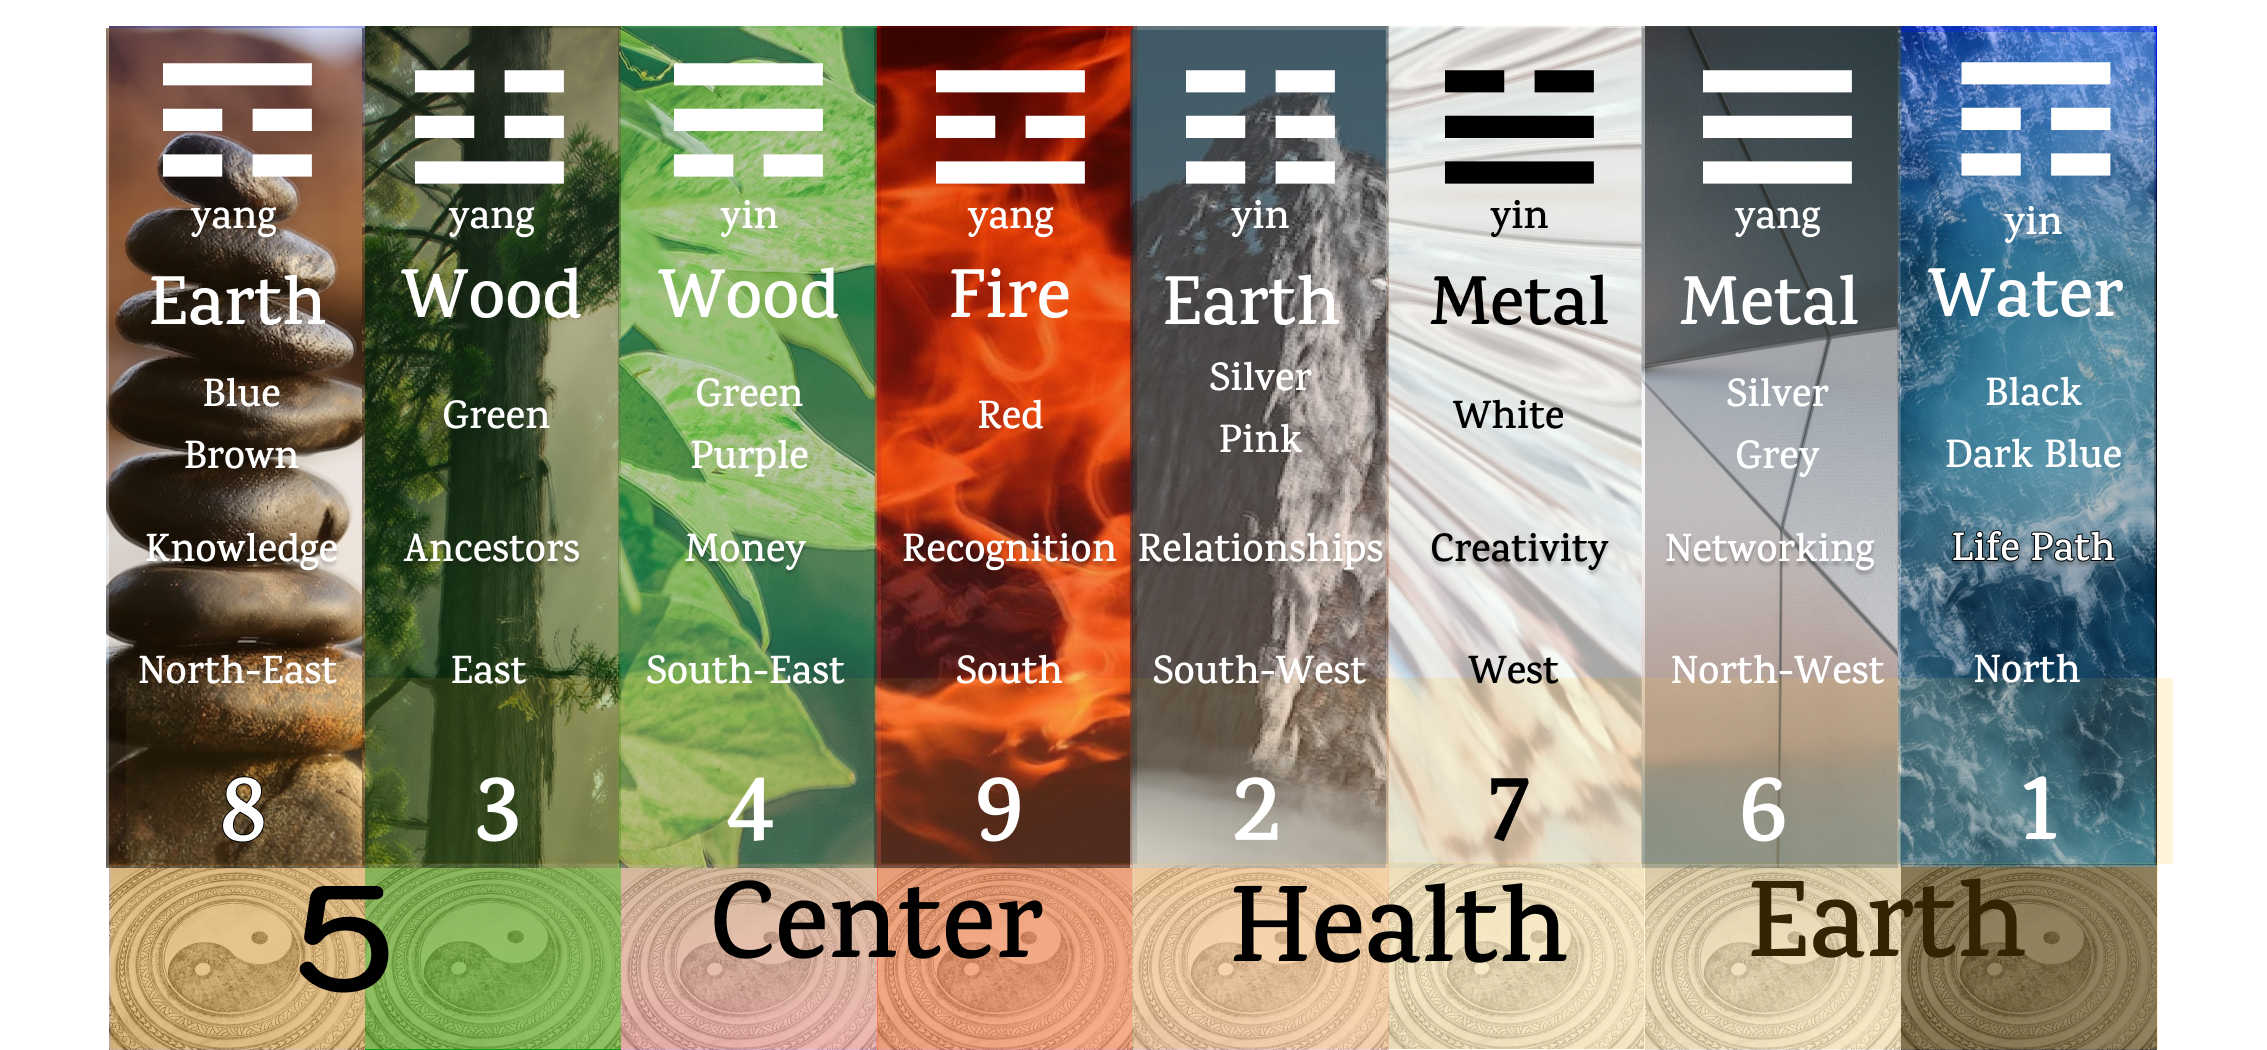 yang
Earth
Blue
Brown
Knowledge
North-East
8
yang
Wood
Green
Ancestors
East
3
yin
Wood
Green
Purple
Money
South-East
4
yang
Fire
Red
Recognition
South
9
yin
Earth
Silver
Pink
Relationships
South-West
2
yin
Metal
White
Creativity
West
7
yang
Metal
Silver
Grey
Networking
North-West
6
yin
Water
Black
Dark Blue
Life Path
North
1
5 Center Health Earth